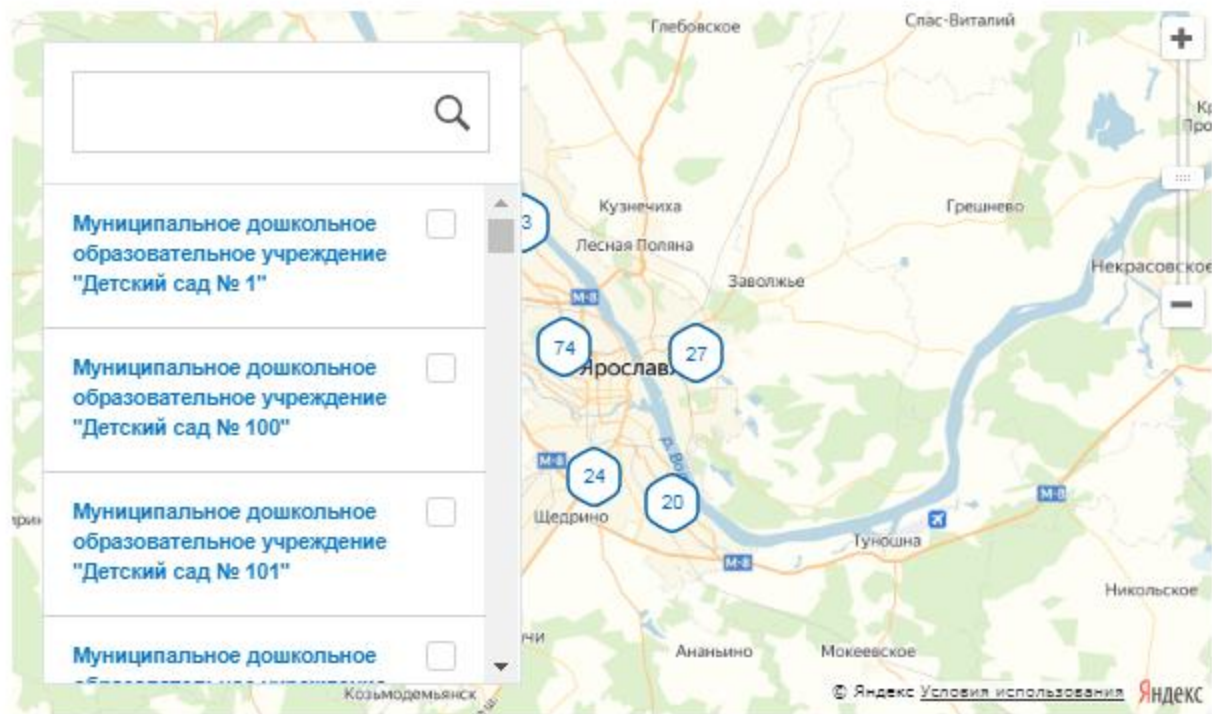 Глебовское
Спас-Виталий
Муниципальное дошкольное
образовательное учреждение
"Детский сад № 1"
Муниципальное дошкольное
образовательное учреждение
"Детский сад № 100"
Муниципальное дошкольное
образовательное учреждение
"Детский сад № 101"
Муниципальное дошкольное
3
Кузнечиха
Грешнево
Лесная Поляна
Заволжье
Некрасовское
М-8
74
27
М-8
24
20
Щедрино
М-8
Туношна
М-8
Никольское
Ананьино
Мокеевское
Козьмодемьянск
© Яндекс Условия использования Яндекс